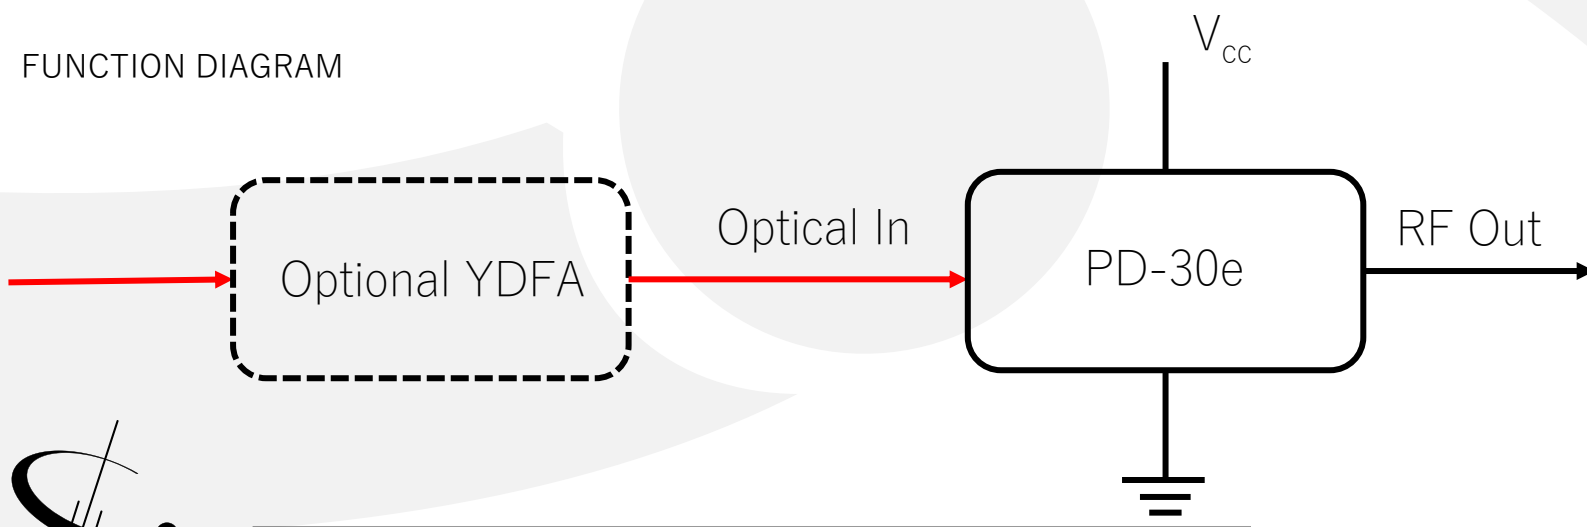 FUNCTION DIAGRAM
Vcc
Optional YDFA
Optical In
PD-30e
RF Out